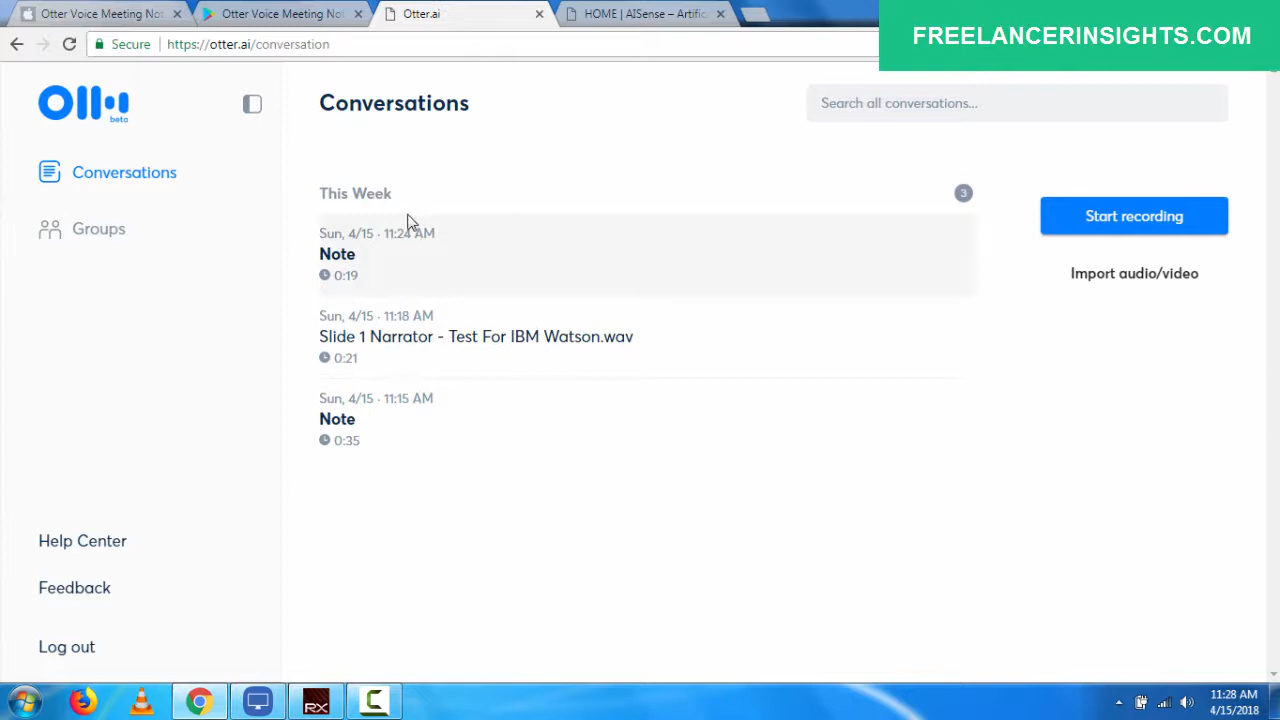 Otter Voice Meeting Not
Otter Voice Meeting Not
Otter.ai
HOME | AISense – Artific
FREELANCERINSIGHTS.COM
Secure
https://otter.ai/conversation
beta
Conversations
Search all conversations...
Conversations
Groups
This Week
3
Sun, 4/15 · 11:24 AM
Note
0:19
Start recording
Import audio/video
Sun, 4/15 · 11:18 AM
Slide 1 Narrator - Test For IBM Watson.wav
0:21
Sun, 4/15 · 11:15 AM
Note
0:35
Help Center
Feedback
Log out
RX
11:28 AM
4/15/2018